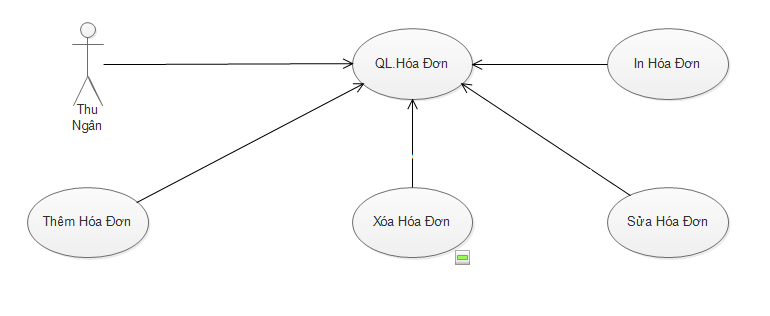 QL.Hóa Đơn
In Hóa Đơn
Thu
Ngân
Thêm Hóa Đơn
Xóa Hóa Đơn
Sửa Hóa Đơn